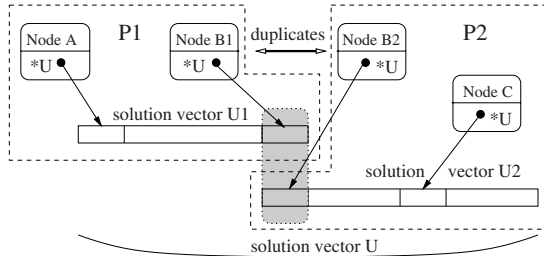 Node A
*U
P1
Node B1
*U
duplicates
Node B2
*U
P2
Node C
*U
solution vector U1
solution vector U2
solution vector U